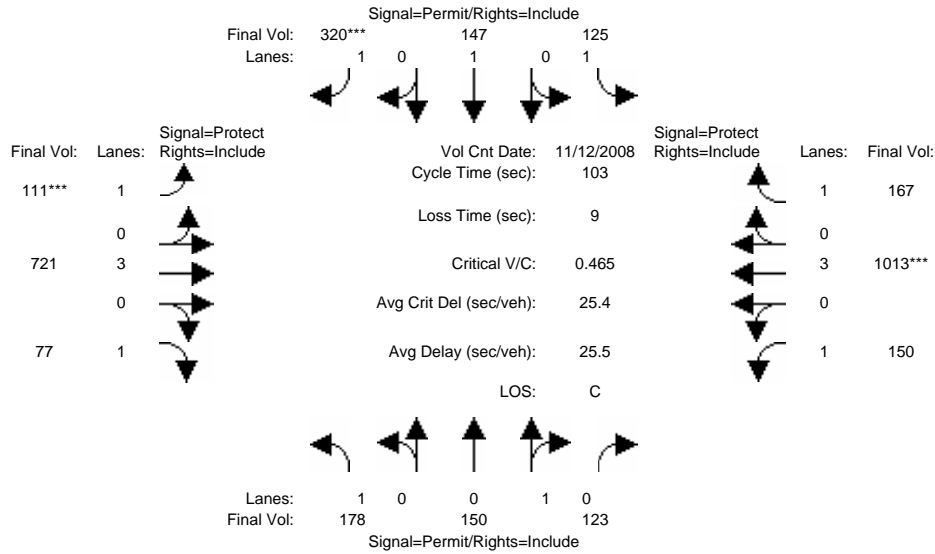 Signal=Permit/Rights=Include
Final Vol: 320*** 147 125
Lanes: 1 0 1 0 1
Signal=Protect Signal=Protect
Final Vol: Lanes: Rights=Include Vol Cnt Date: 11/12/2008 Rights=Include Lanes: Final Vol:
Cycle Time (sec): 103
111*** 1 1 167
Loss Time (sec): 9
0 0
721 3 Critical V/C: 0.465 3 1013***
0 Avg Crit Del (sec/veh): 25.4 0
77 1 Avg Delay (sec/veh): 25.5 1 150
LOS: C
Lanes: 1 0 0 1 0
Final Vol: 178 150 123
Signal=Permit/Rights=Include